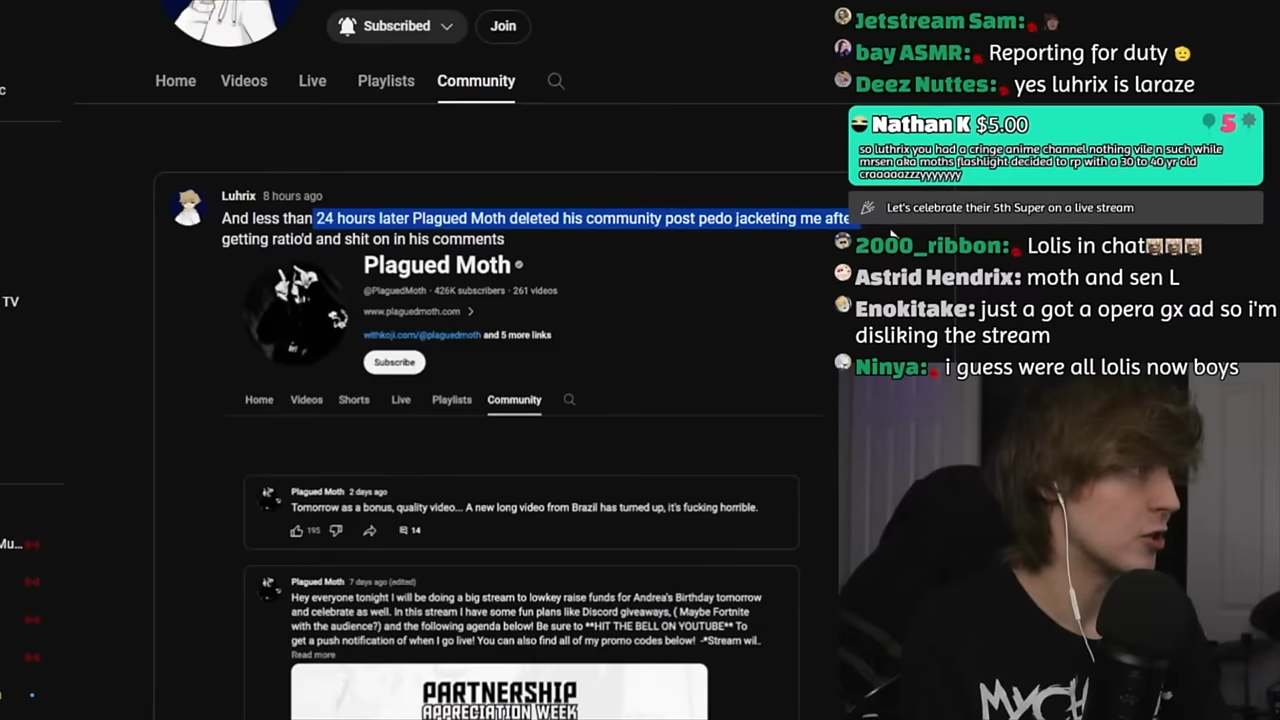 Subscribed
Join
Home Videos Live Playlists Community
c
TV
Mu...
Luhrix 8 hours ago
And less than 24 hours later Plagued Moth deleted his community post pedo jacketing me afte
getting ratio'd and shit on in his comments
Plagued Moth
@PlaguedMoth · 426K subscribers · 261 videos
www.plaguedmoth.com
withkoji.com/@plaguedmoth and 5 more links
Subscribe
Home Videos Shorts Live Playlists Community
Plagued Moth 2 days ago
Tomorrow as a bonus, quality video... A new long video from Brazil has turned up, it's fucking horrible.
195 14
Plagued Moth 7 days ago (edited)
Hey everyone tonight I will be doing a big stream to lowkey raise funds for Andrea's Birthday tomorrow
and celebrate as well. In this stream I have some fun plans like Discord giveaways, ( Maybe Fortnite
with the audience?) and the following agenda below! Be sure to **HIT THE BELL ON YOUTUBE** To
get a push notification of when I go live! You can also find all of my promo codes below! -*Stream wil..
Read more
PARTNERSHIP
APPRECIATION WEEK
Jetstream Sam:
bay ASMR: Reporting for duty
Deez Nuttes: yes luhrix is laraze
Nathan K $5.00
5
so luthrix you had a cringe anime channel nothing vile n such while
mrsen aka moths flashlight decided to rp with a 30 to 40 yr old
craaaaazzzyyyyyyy
Let's celebrate their 5th Super on a live stream
2000_ribbon: Lolis in chat
Astrid Hendrix: moth and sen L
Enokitake: just a got a opera gx ad so i'm
disliking the stream
Ninya: i guess were all lolis now boys